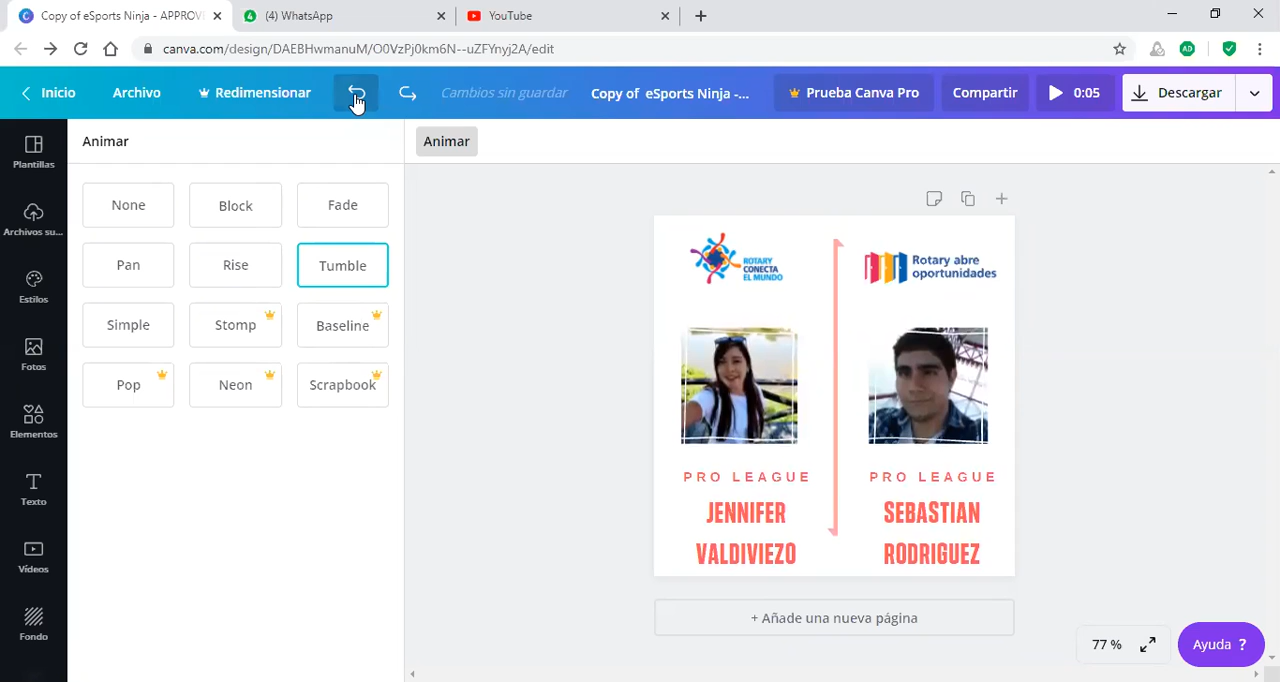 Copy of eSports Ninja - APPROVE
(4) WhatsApp
YouTube
canva.com/design/DAEBHwmanuM/O0VzPj0km6N--uZFYnyj2A/edit
Inicio
Archivo
Redimensionar
Cambios sin guardar
Copy of eSports Ninja -...
Prueba Canva Pro
Compartir
0:05
Descargar
Plantillas
Archivos su...
Estilos
Fotos
Elementos
Texto
Vídeos
Fondo
Animar
None
Block
Fade
Pan
Rise
Tumble
Simple
Stomp
Baseline
Pop
Neon
Scrapbook
Animar
ROTARY
CONECTA
EL MUNDO
Rotary abre
oportunidades
PRO LEAGUE
JENNIFER
VALDIVIEZO
PRO LEAGUE
SEBASTIAN
RODRIGUEZ
+ Añade una nueva página
77 %
Ayuda ?